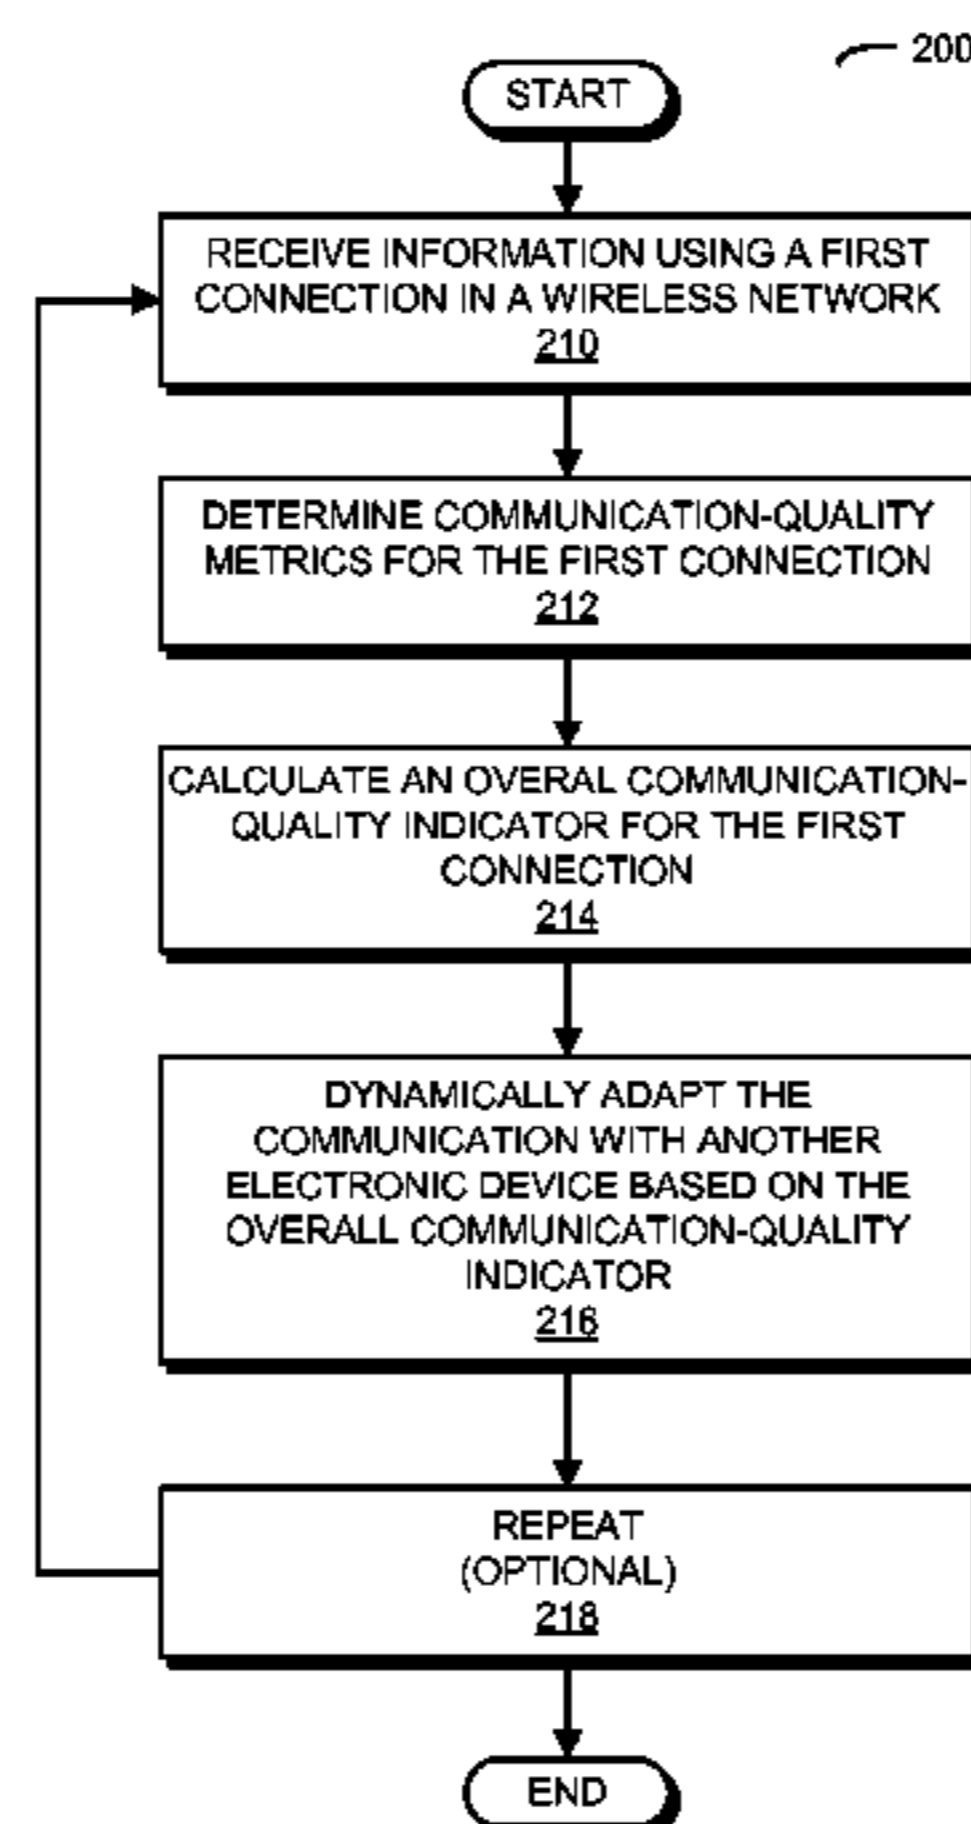 200
START
RECEIVE INFORMATION USING A FIRST
CONNECTION IN A WIRELESS NETWORK
210
DETERMINE COMMUNICATION-QUALITY
METRICS FOR THE FIRST CONNECTION
212
CALCULATE AN OVERAL COMMUNICATION-
QUALITY INDICATOR FOR THE FIRST
CONNECTION
214
DYNAMICALLY ADAPT THE
COMMUNICATION WITH ANOTHER
ELECTRONIC DEVICE BASED ON THE
OVERALL COMMUNICATION-QUALITY
INDICATOR
216
REPEAT
(OPTIONAL)
218
END